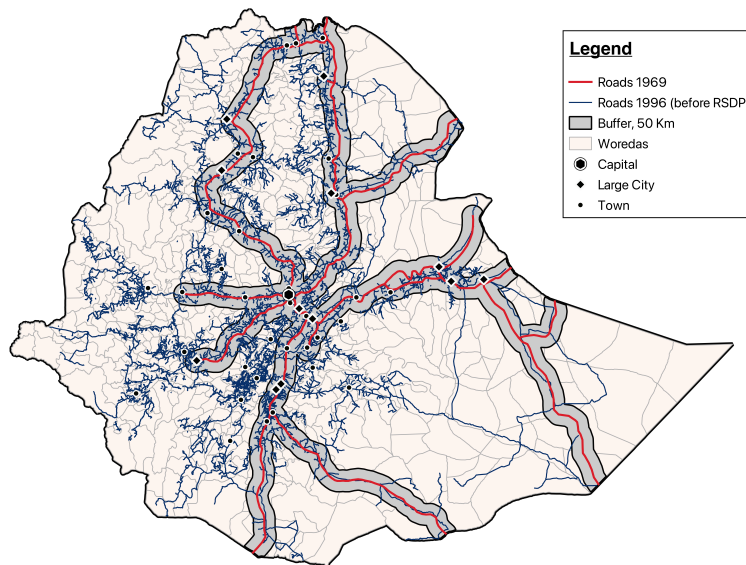 Legend
Roads 1969
Roads 1996 (before RSDP
Buffer, 50 Km
Woredas
Capital
Large City
Town